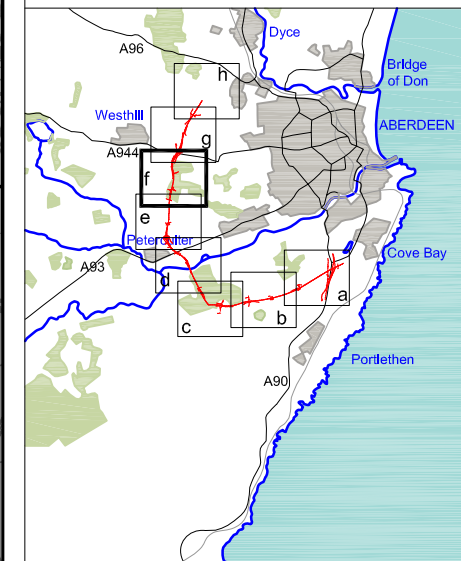 A96
Dyce
h
Bridge
of Don
Westhill
ABERDEEN
g
A944
f
e
Peterculter
Cove Bay
A93
d
a
c
b
Portlethen
A90